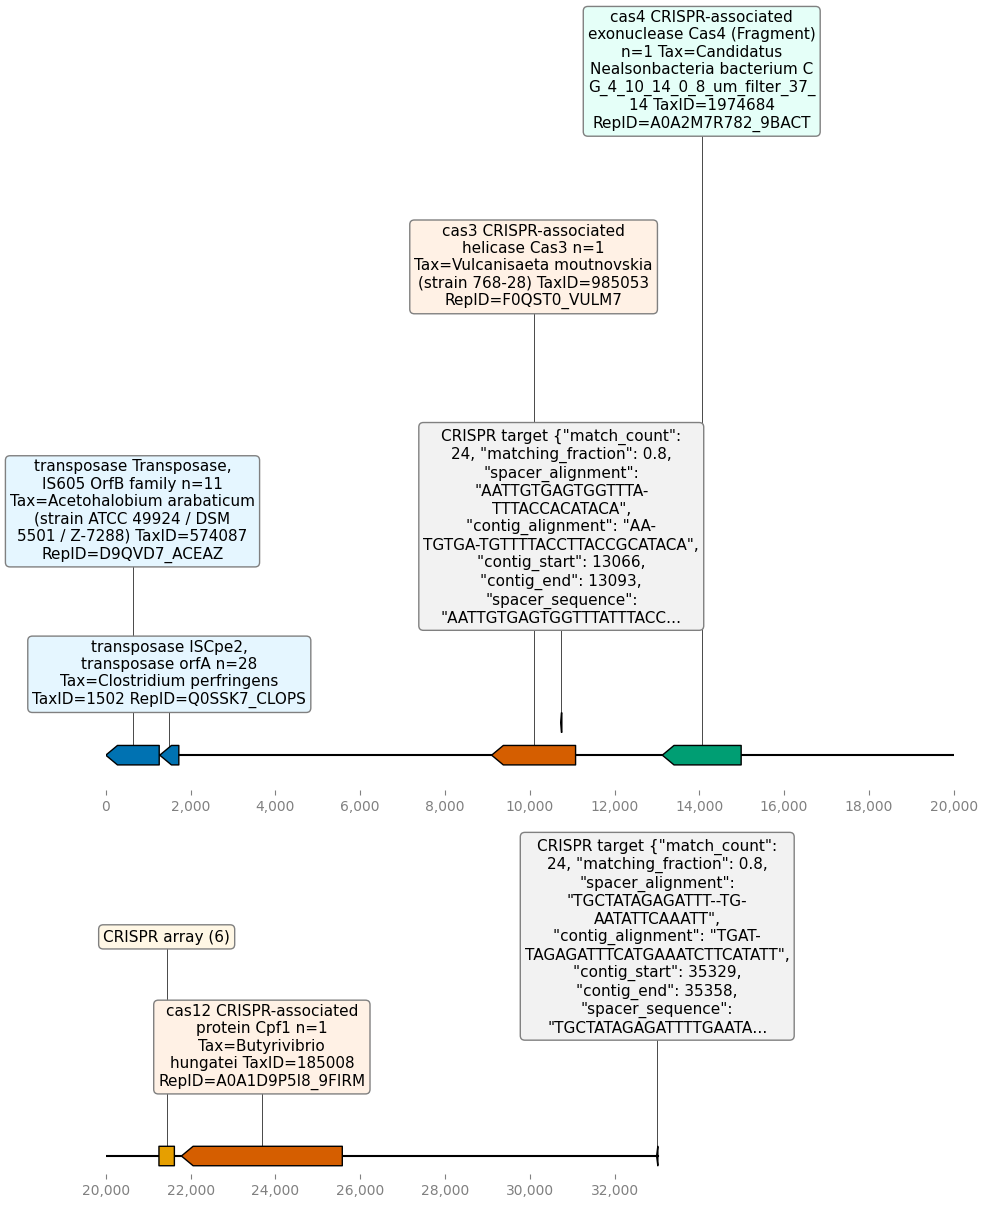 cas4 CRISPR-associated
exonuclease Cas4 (Fragment)
n=1 Tax=Candidatus
Nealsonbacteria bacterium C
G_4_10_14_0_8_um_filter_37_
14 TaxID=1974684
RepID=A0A2M7R782_9BACT
cas3 CRISPR-associated
helicase Cas3 n=1
Tax=Vulcanisaeta moutnovskia
(strain 768-28) TaxID=985053
RepID=F0QST0_VULM7
CRISPR target {"match_count":
24, "matching_fraction": 0.8,
"spacer_alignment":
"AATTGTGAGTGGTTTA-
TTTACCACATACA",
"contig_alignment": "AA-
TGTGA-TGTTTTACCTTACCGCATACA",
"contig_start": 13066,
"contig_end": 13093,
"spacer_sequence":
"AATTGTGAGTGGTTTATTTACC...
transposase Transposase,
IS605 OrfB family n=11
Tax=Acetohalobium arabaticum
(strain ATCC 49924 / DSM
5501 / Z-7288) TaxID=574087
RepID=D9QVD7_ACEAZ
transposase ISCpe2,
transposase orfA n=28
Tax=Clostridium perfringens
TaxID=1502 RepID=Q0SSK7_CLOPS
0 2,000 4,000 6,000 8,000 10,000 12,000 14,000 16,000 18,000 20,000
CRISPR target {"match_count":
24, "matching_fraction": 0.8,
"spacer_alignment":
"TGCTATAGAGATTT--TG-
AATATTCAAATT",
"contig_alignment": "TGAT-
TAGAGATTTCATGAAATCTTCATATT",
"contig_start": 35329,
"contig_end": 35358,
"spacer_sequence":
"TGCTATAGAGATTTTGAATA...
CRISPR array (6)
cas12 CRISPR-associated
protein Cpf1 n=1
Tax=Butyrivibrio
hungatei TaxID=185008
RepID=A0A1D9P5I8_9FIRM
20,000 22,000 24,000 26,000 28,000 30,000 32,000